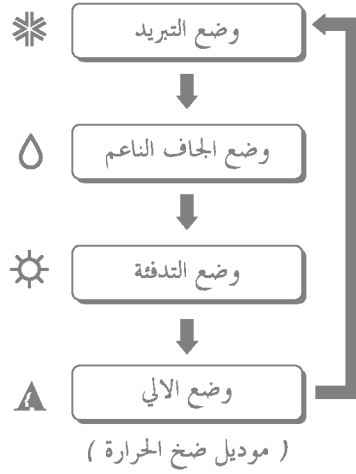 وضع التبريد
وضع الجاف الناعم
وضع التدفئة
وضع الالي
( موديل ضخ الحرارة )